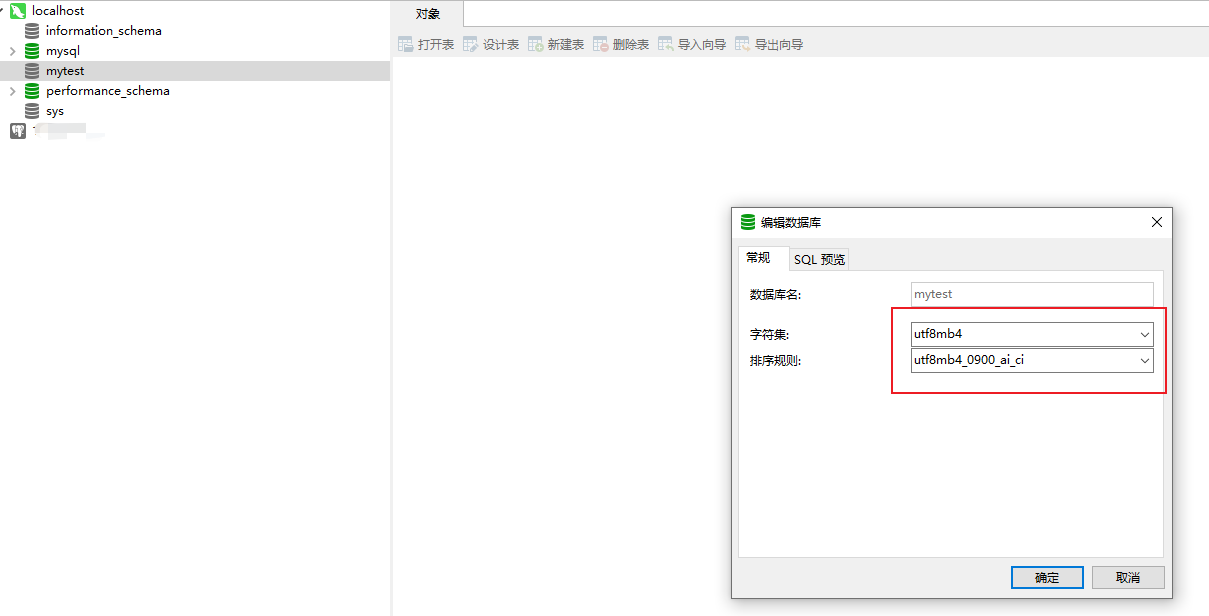 localhost
information_schema
mysql
mytest
performance_schema
sys
对象
打开表 设计表 新建表 删除表 导入向导 导出向导
编辑数据库
常规 SQL 预览
数据库名: mytest
字符集: utf8mb4
排序规则: utf8mb4_0900_ai_ci
确定 取消